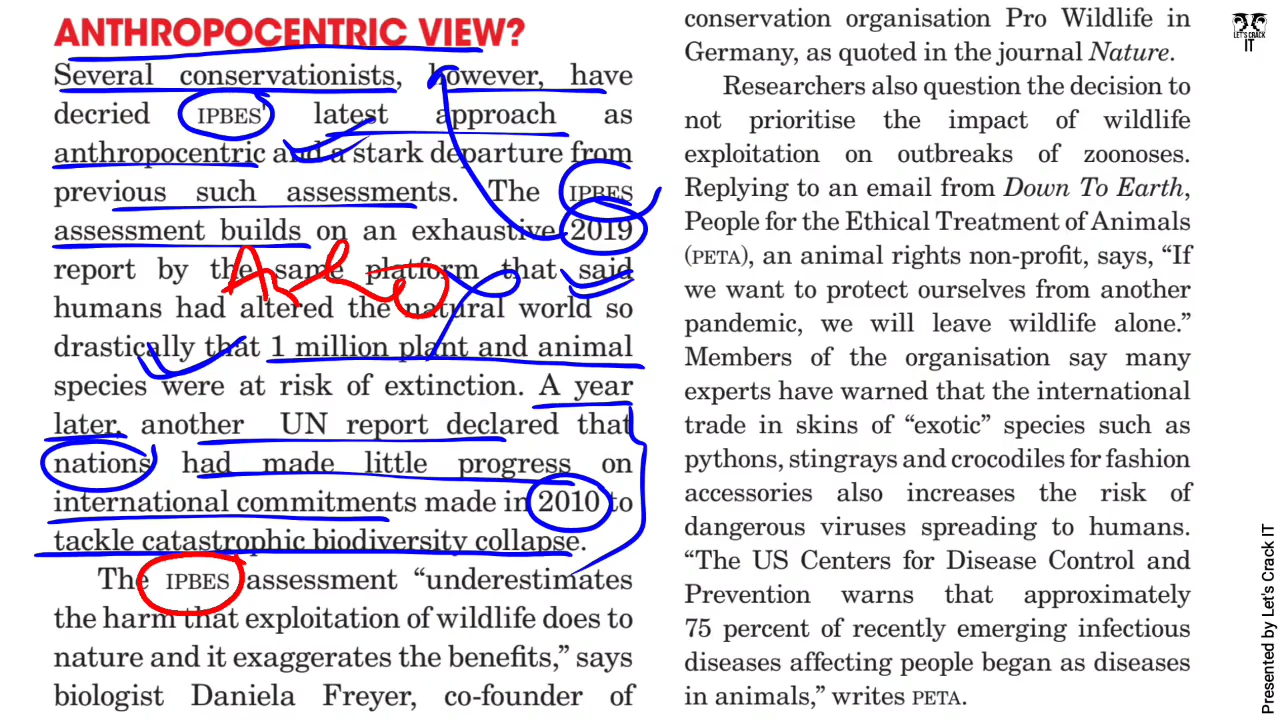 ANTHROPOCENTRIC VIEW?
Several conservationists, however, have
decried IPBES' latest approach as
anthropocentric and a stark departure from
previous such assessments. The IPBES
assessment builds on an exhaustive 2019
report by the same platform that said
humans had altered the natural world so
drastically that 1 million plant and animal
species were at risk of extinction. A year
later, another UN report declared that
nations had made little progress on
international commitments made in 2010 to
tackle catastrophic biodiversity collapse.
The IPBES assessment “underestimates
the harm that exploitation of wildlife does to
nature and it exaggerates the benefits,” says
biologist Daniela Freyer, co-founder of
conservation organisation Pro Wildlife in
Germany, as quoted in the journal Nature.
Researchers also question the decision to
not prioritise the impact of wildlife
exploitation on outbreaks of zoonoses.
Replying to an email from Down To Earth,
People for the Ethical Treatment of Animals
(PETA), an animal rights non-profit, says, “If
we want to protect ourselves from another
pandemic, we will leave wildlife alone.”
Members of the organisation say many
experts have warned that the international
trade in skins of “exotic” species such as
pythons, stingrays and crocodiles for fashion
accessories also increases the risk of
dangerous viruses spreading to humans.
“The US Centers for Disease Control and
Prevention warns that approximately
75 percent of recently emerging infectious
diseases affecting people began as diseases
in animals,” writes PETA.
LET'S CRACK
IT
Presented by Let's Crack IT